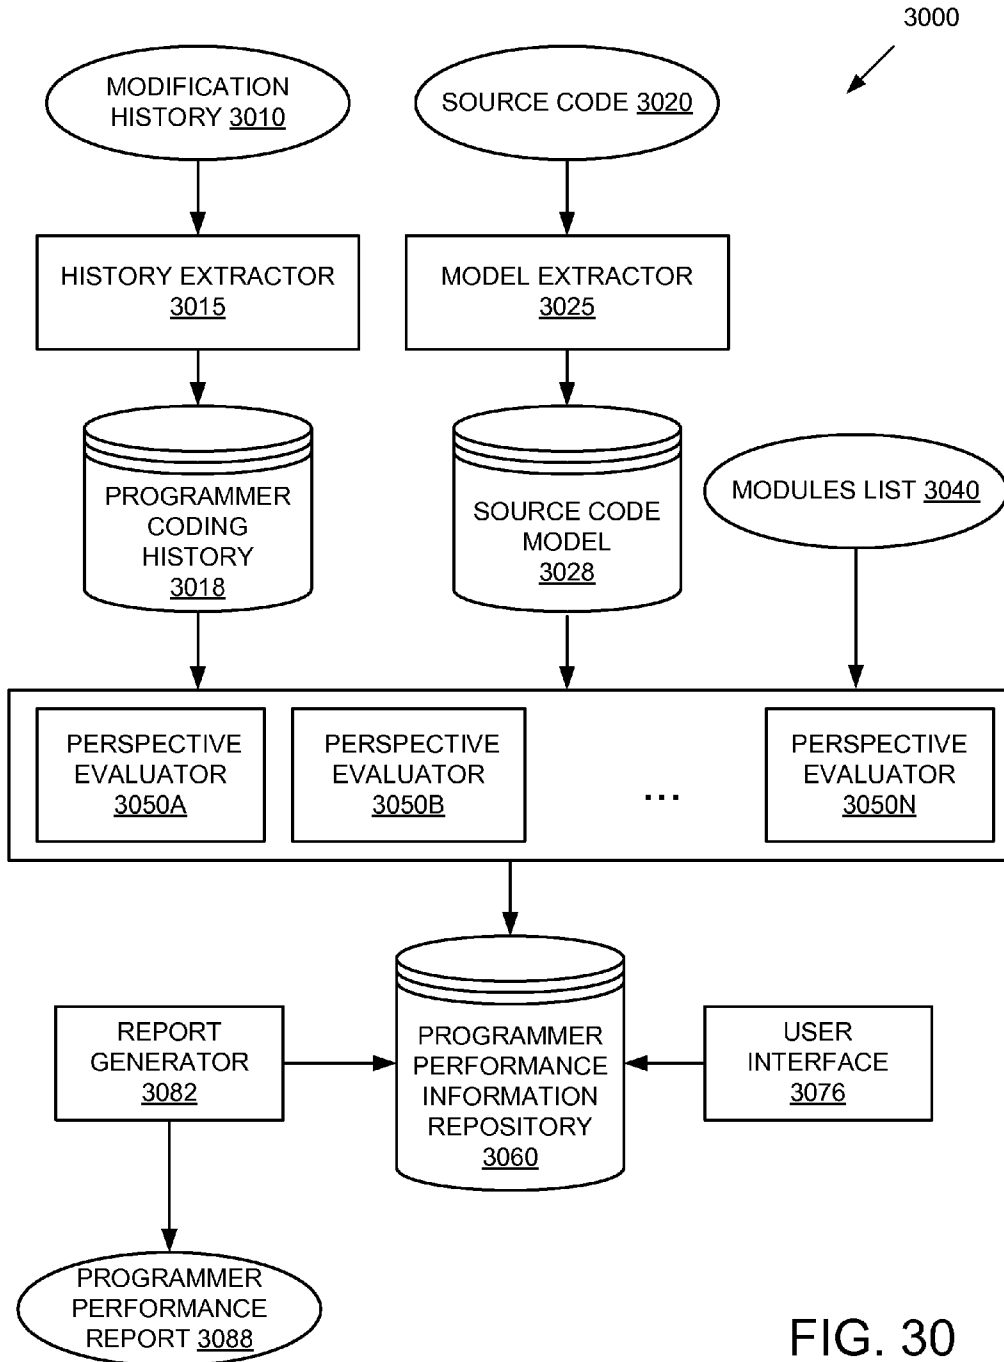 3000
MODIFICATION
HISTORY 3010
SOURCE CODE 3020
HISTORY EXTRACTOR
3015
MODEL EXTRACTOR
3025
PROGRAMMER
CODING
HISTORY
3018
SOURCE CODE
MODEL
3028
MODULES LIST 3040
PERSPECTIVE
EVALUATOR
3050A
PERSPECTIVE
EVALUATOR
3050B
...
PERSPECTIVE
EVALUATOR
3050N
REPORT
GENERATOR
3082
PROGRAMMER
PERFORMANCE
INFORMATION
REPOSITORY
3060
USER
INTERFACE
3076
PROGRAMMER
PERFORMANCE
REPORT 3088
FIG. 30